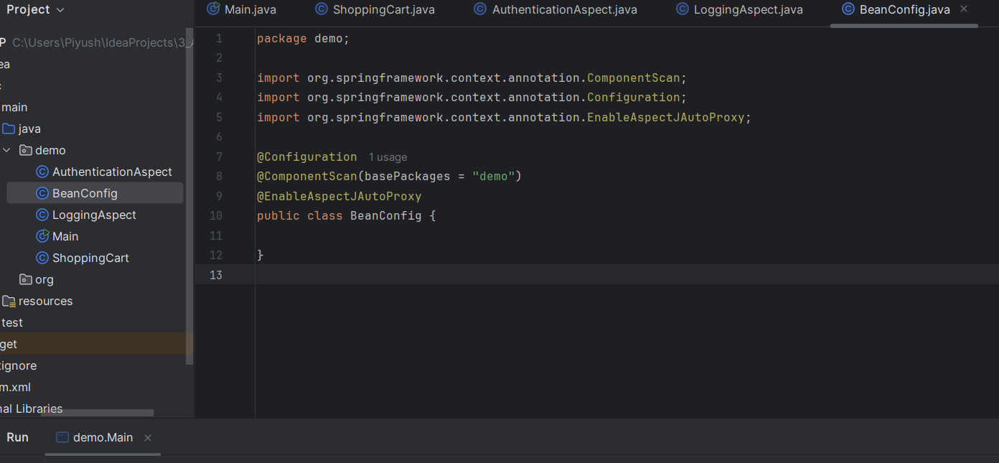 Project
Main.java
ShoppingCart.java
AuthenticationAspect.java
LoggingAspect.java
BeanConfig.java
P C:\Users\Piyush\IdeaProjects\3_A
ea
main
java
demo
AuthenticationAspect
BeanConfig
LoggingAspect
Main
ShoppingCart
org
resources
test
get
tignore
m.xml
nal Libraries
1 package demo;
2
3 import org.springframework.context.annotation.ComponentScan;
4 import org.springframework.context.annotation.Configuration;
5 import org.springframework.context.annotation.EnableAspectJAutoProxy;
6
7 @Configuration 1 usage
8 @ComponentScan(basePackages = "demo")
9 @EnableAspectJAutoProxy
10 public class BeanConfig {
11
12 }
13
Run
demo.Main